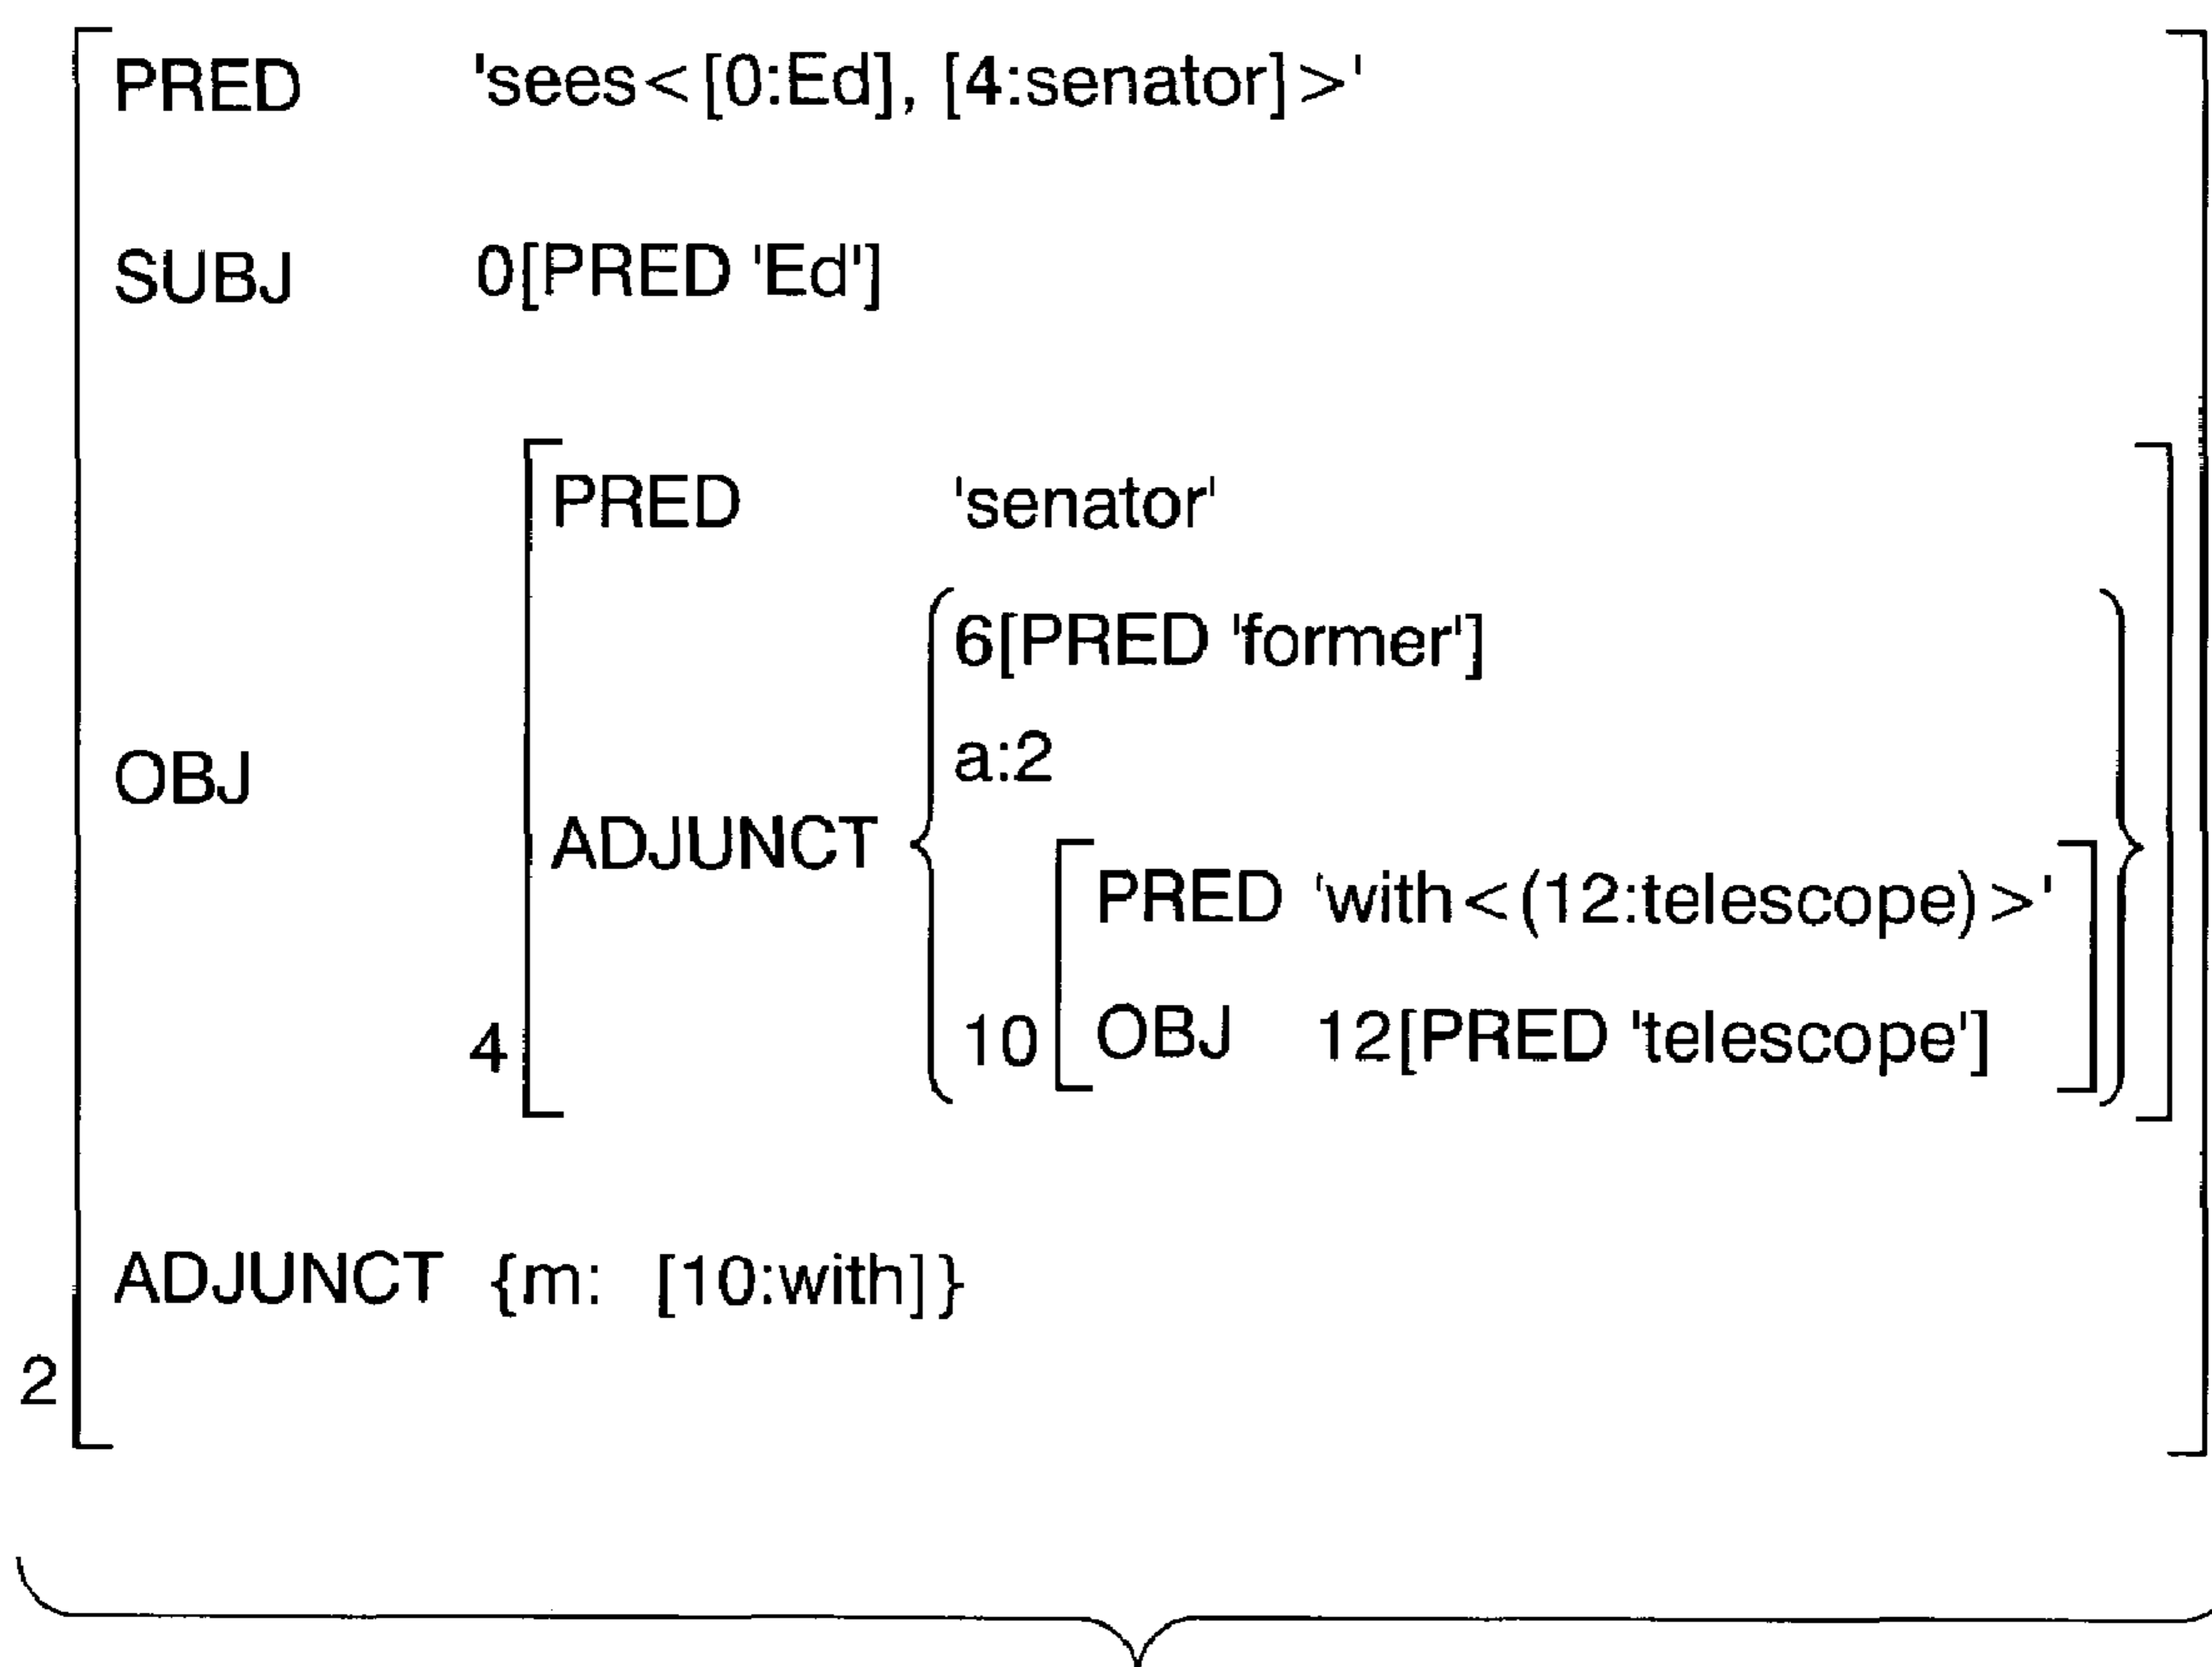 PRED 'sees<[0:Ed], [4:senator]>'
SUBJ 0[PRED 'Ed']
PRED 'senator'
6[PRED 'former']
OBJ a:2
ADJUNCT
PRED 'with<(12:telescope)>'
4 10 OBJ 12[PRED 'telescope']
ADJUNCT {m: [10:with]}
2